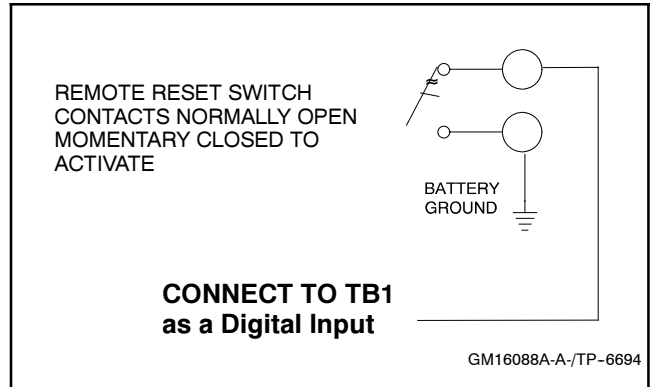 REMOTE RESET SWITCH
CONTACTS NORMALLY OPEN
MOMENTARY CLOSED TO
ACTIVATE
BATTERY
GROUND
CONNECT TO TB1
as a Digital Input
GM16088A-A-/TP-6694